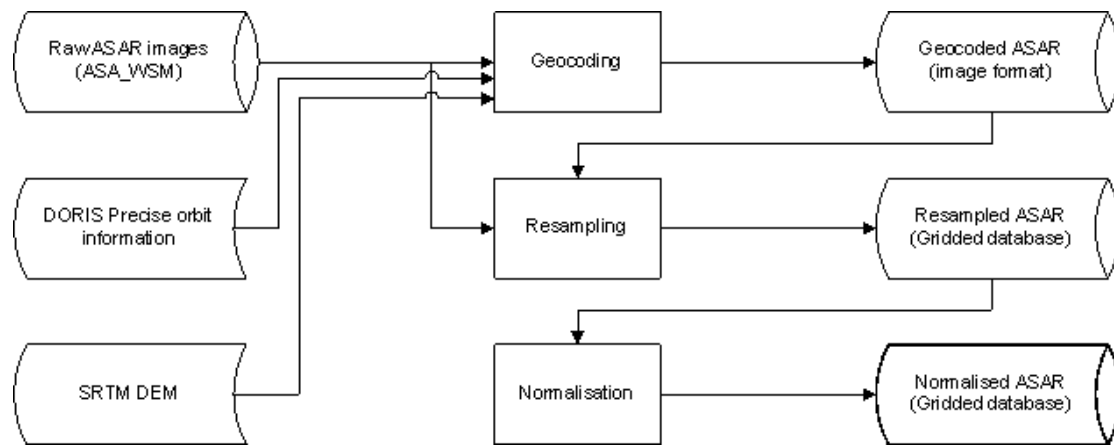 RawASAR images
(ASA_WSM)
Geocoding
Geocoded ASAR
(image format)
DORIS Precise orbit
information
Resampling
Resampled ASAR
(Gridded database)
SRTM DEM
Normalisation
Normalised ASAR
(Gridded database)